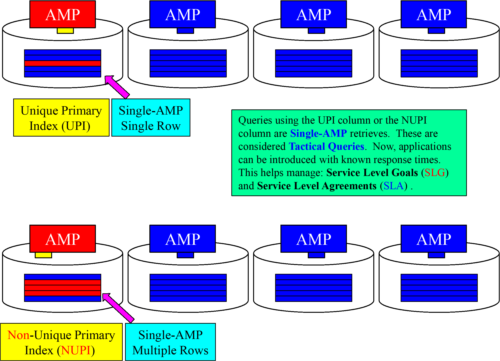 AMP AMP AMP AMP
Unique Primary
Index (UPI)
Single-AMP
Single Row
Queries using the UPI column or the NUPI
column are Single-AMP retrieves. These are
considered Tactical Queries. Now, applications
can be introduced with known response times.
This helps manage: Service Level Goals (SLG)
and Service Level Agreements (SLA) .
AMP AMP AMP AMP
Non-Unique Primary
Index (NUPI)
Single-AMP
Multiple Rows